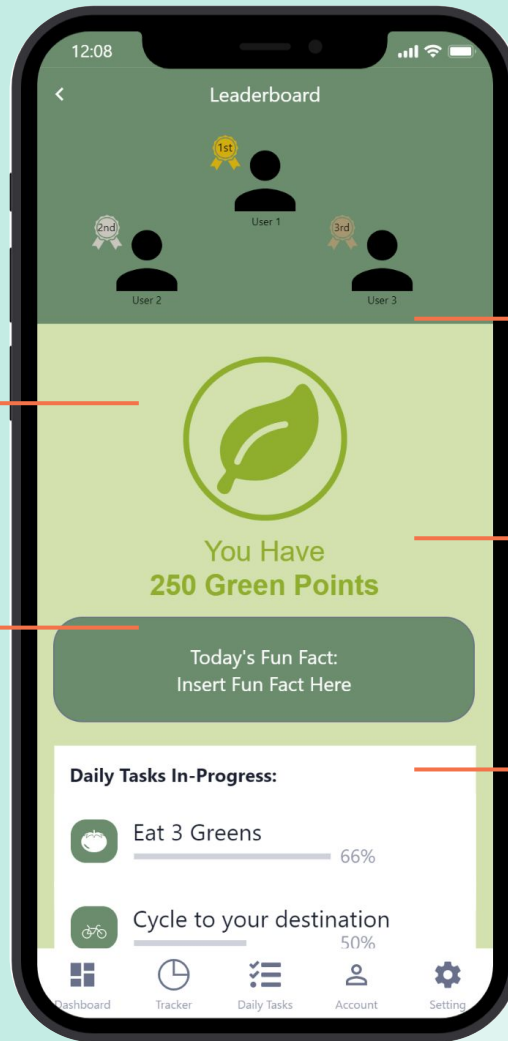 12:08
Leaderboard
1st
User 1
2nd
3rd
User 2
User 3
You Have
250 Green Points
Today's Fun Fact:
Insert Fun Fact Here
Daily Tasks In-Progress:
Eat 3 Greens
66%
Cycle to your destination
50%
Dashboard
Tracker
Daily Tasks
Account
Setting